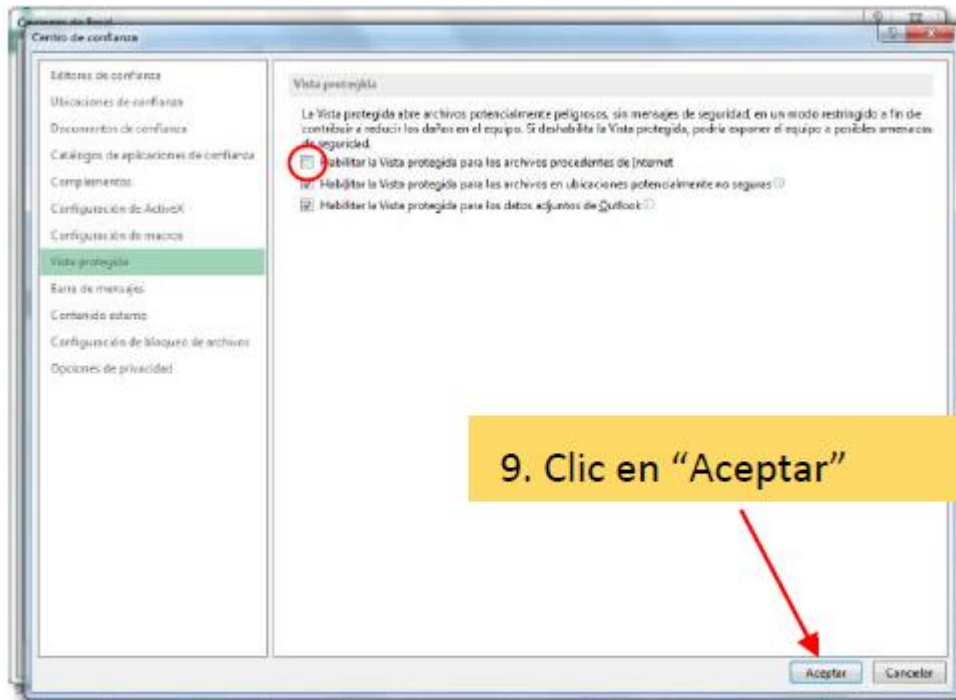 Opciones de Excel
Centro de confianza
Editores de confianza
Ubicaciones de confianza
Documentos de confianza
Catálogos de aplicaciones de confianza
Complementos
Configuración de ActiveX
Configuración de macros
Vista protegida
Barra de mensajes
Contenido externo
Configuración de bloqueo de archivos
Opciones de privacidad
Vista protegida
La Vista protegida abre archivos potencialmente peligrosos, sin mensajes de seguridad, en un modo restringido a fin de
contribuir a reducir los daños en el equipo. Si deshabilita la Vista protegida, podría exponer el equipo a posibles amenazas
de seguridad.
Habilitar la Vista protegida para los archivos procedentes de Internet
Habilitar la Vista protegida para los archivos en ubicaciones potencialmente no seguras
Habilitar la Vista protegida para los datos adjuntos de Outlook
9. Clic en “Aceptar”
Aceptar
Cancelar